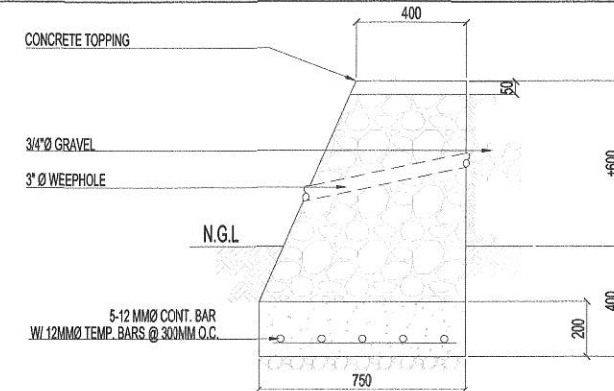 400
CONCRETE TOPPING
50
3/4"Ø GRAVEL
±600
3" Ø WEEPHOLE
N.G.L
400
5-12 MMØ CONT. BAR
W/ 12MMØ TEMP. BARS @ 300MM O.C.
200
750